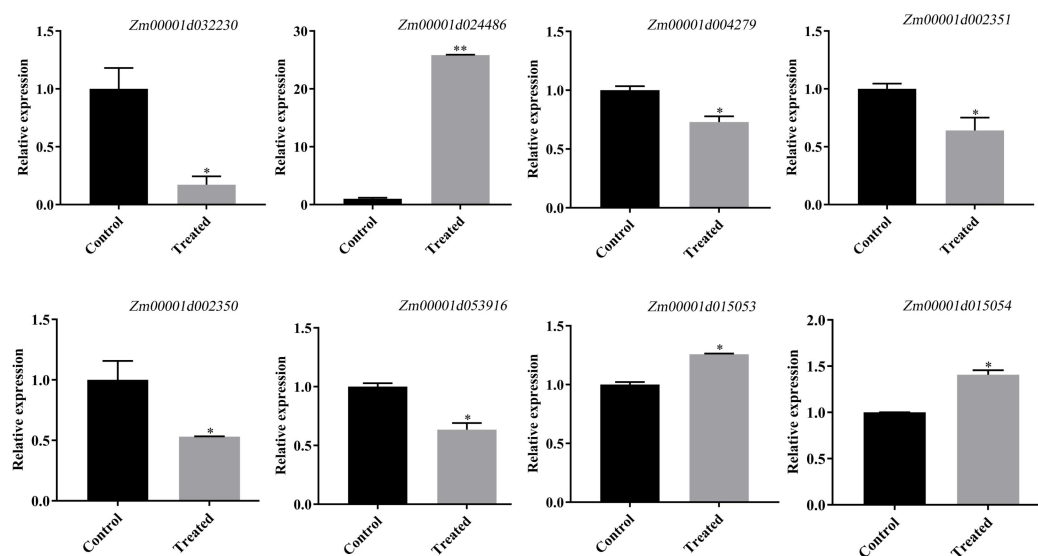 Zm00001d032230
Relative expression
1.5
1.0
0.5
0.0
*
Control
Treated
Zm00001d024486
Relative expression
30
20
10
0
**
Control
Treated
Zm00001d004279
Relative expression
1.5
1.0
0.5
0.0
*
Control
Treated
Zm00001d002351
Relative expression
1.5
1.0
0.5
0.0
*
Control
Treated
Zm00001d002350
Relative expression
1.5
1.0
0.5
0.0
*
Control
Treated
Zm00001d053916
Relative expression
1.5
1.0
0.5
0.0
*
Control
Treated
Zm00001d015053
Relative expression
1.5
1.0
0.5
0.0
*
Control
Treated
Zm00001d015054
Relative expression
2.0
1.5
1.0
0.5
0.0
*
Control
Treated